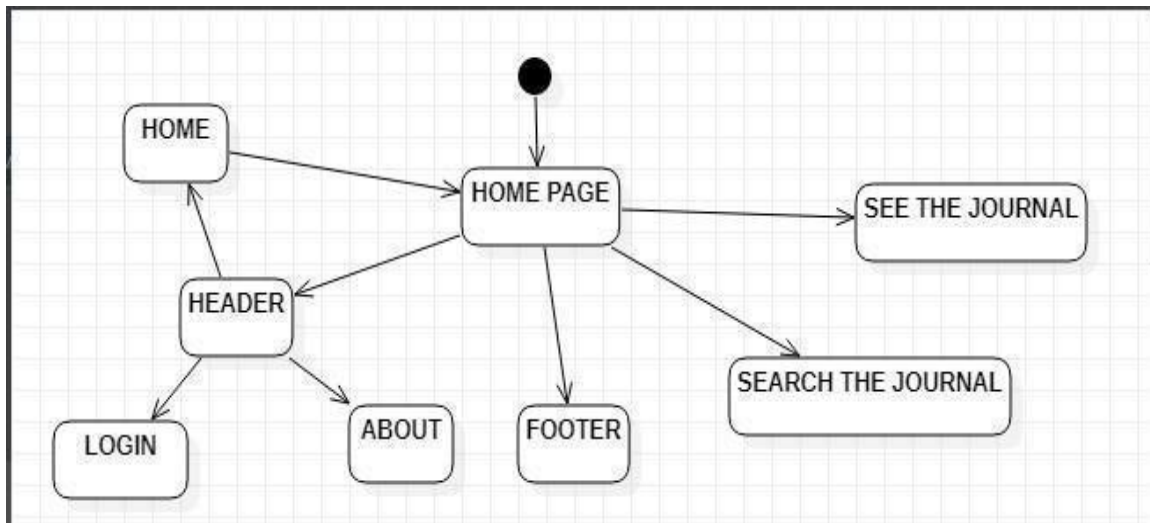 HOME
HOME PAGE
SEE THE JOURNAL
HEADER
SEARCH THE JOURNAL
LOGIN
ABOUT
FOOTER